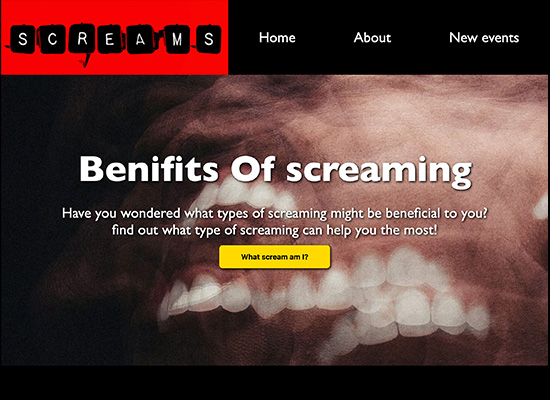 SCREAMS
Home About New events
Benifits Of screaming
Have you wondered what types of screaming might be beneficial to you?
find out what type of screaming can help you the most!
What scream am I?